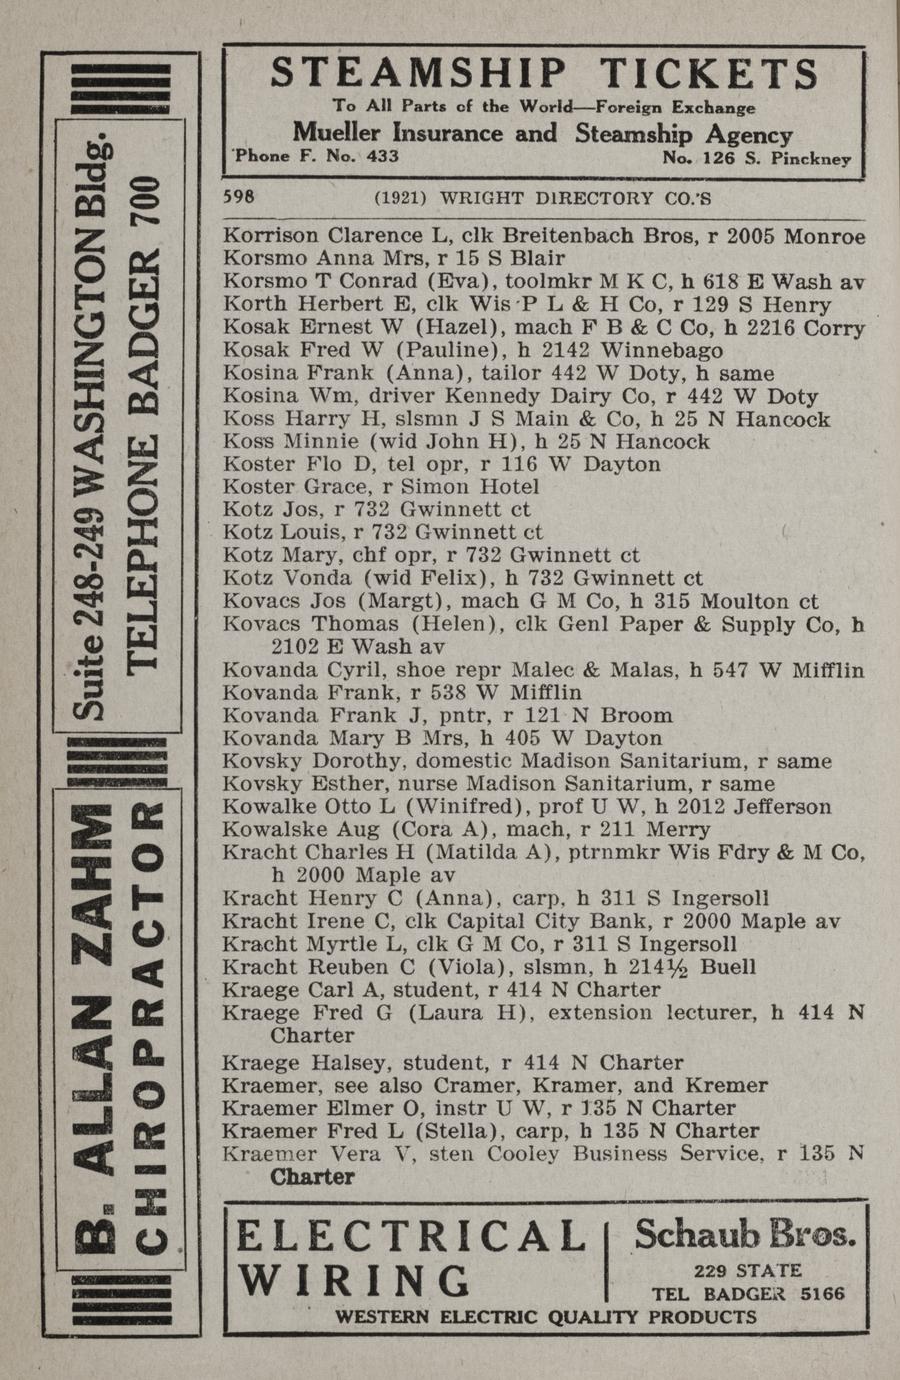 STEAMSHIP TICKETS
To All Parts of the World—Foreign Exchange
Mueller Insurance and Steamship Agency
Phone F. No. 433 No. 126 S. Pinckney
598 (1921) WRIGHT DIRECTORY CO.'S
Korrison Clarence L, clk Breitenbach Bros, r 2005 Monroe
Korsmo Anna Mrs, r 15 S Blair
Korsmo T Conrad (Eva), toolmkr M K C, h 618 E Wash av
Korth Herbert E, clk Wis P L & H Co, r 129 S Henry
Kosak Ernest W (Hazel), mach F B & C Co, h 2216 Corry
Kosak Fred W (Pauline), h 2142 Winnebago
Kosina Frank (Anna), tailor 442 W Doty, h same
Kosina Wm, driver Kennedy Dairy Co, r 442 W Doty
Koss Harry H, slsmn J S Main & Co, h 25 N Hancock
Koss Minnie (wid John H), h 25 N Hancock
Koster Flo D, tel opr, r 116 W Dayton
Koster Grace, r Simon Hotel
Kotz Jos, r 732 Gwinnett ct
Kotz Louis, r 732 Gwinnett ct
Kotz Mary, chf opr, r 732 Gwinnett ct
Kotz Vonda (wid Felix), h 732 Gwinnett ct
Kovacs Jos (Margt), mach G M Co, h 315 Moulton ct
Kovacs Thomas (Helen), clk Genl Paper & Supply Co, h
2102 E Wash av
Kovanda Cyril, shoe repr Malec & Malas, h 547 W Mifflin
Kovanda Frank, r 538 W Mifflin
Kovanda Frank J, pntr, r 121 N Broom
Kovanda Mary B Mrs, h 405 W Dayton
Kovsky Dorothy, domestic Madison Sanitarium, r same
Kovsky Esther, nurse Madison Sanitarium, r same
Kowalke Otto L (Winifred), prof U W, h 2012 Jefferson
Kowalske Aug (Cora A), mach, r 211 Merry
Kracht Charles H (Matilda A), ptrnmkr Wis Fdry & M Co,
h 2000 Maple av
Kracht Henry C (Anna), carp, h 311 S Ingersoll
Kracht Irene C, clk Capital City Bank, r 2000 Maple av
Kracht Myrtle L, clk G M Co, r 311 S Ingersoll
Kracht Reuben C (Viola), slsmn, h 214½ Buell
Kraege Carl A, student, r 414 N Charter
Kraege Fred G (Laura H), extension lecturer, h 414 N
Charter
Kraege Halsey, student, r 414 N Charter
Kraemer, see also Cramer, Kramer, and Kremer
Kraemer Elmer O, instr U W, r 135 N Charter
Kraemer Fred L (Stella), carp, h 135 N Charter
Kraemer Vera V, sten Cooley Business Service, r 135 N
Charter
B. ALLAN ZAHM
CHIROPRACTOR
Suite 248-249 WASHINGTON Bldg.
TELEPHONE BADGER 700
ELECTRICAL
WIRING
Schaub Bros.
229 STATE
TEL BADGER 5166
WESTERN ELECTRIC QUALITY PRODUCTS